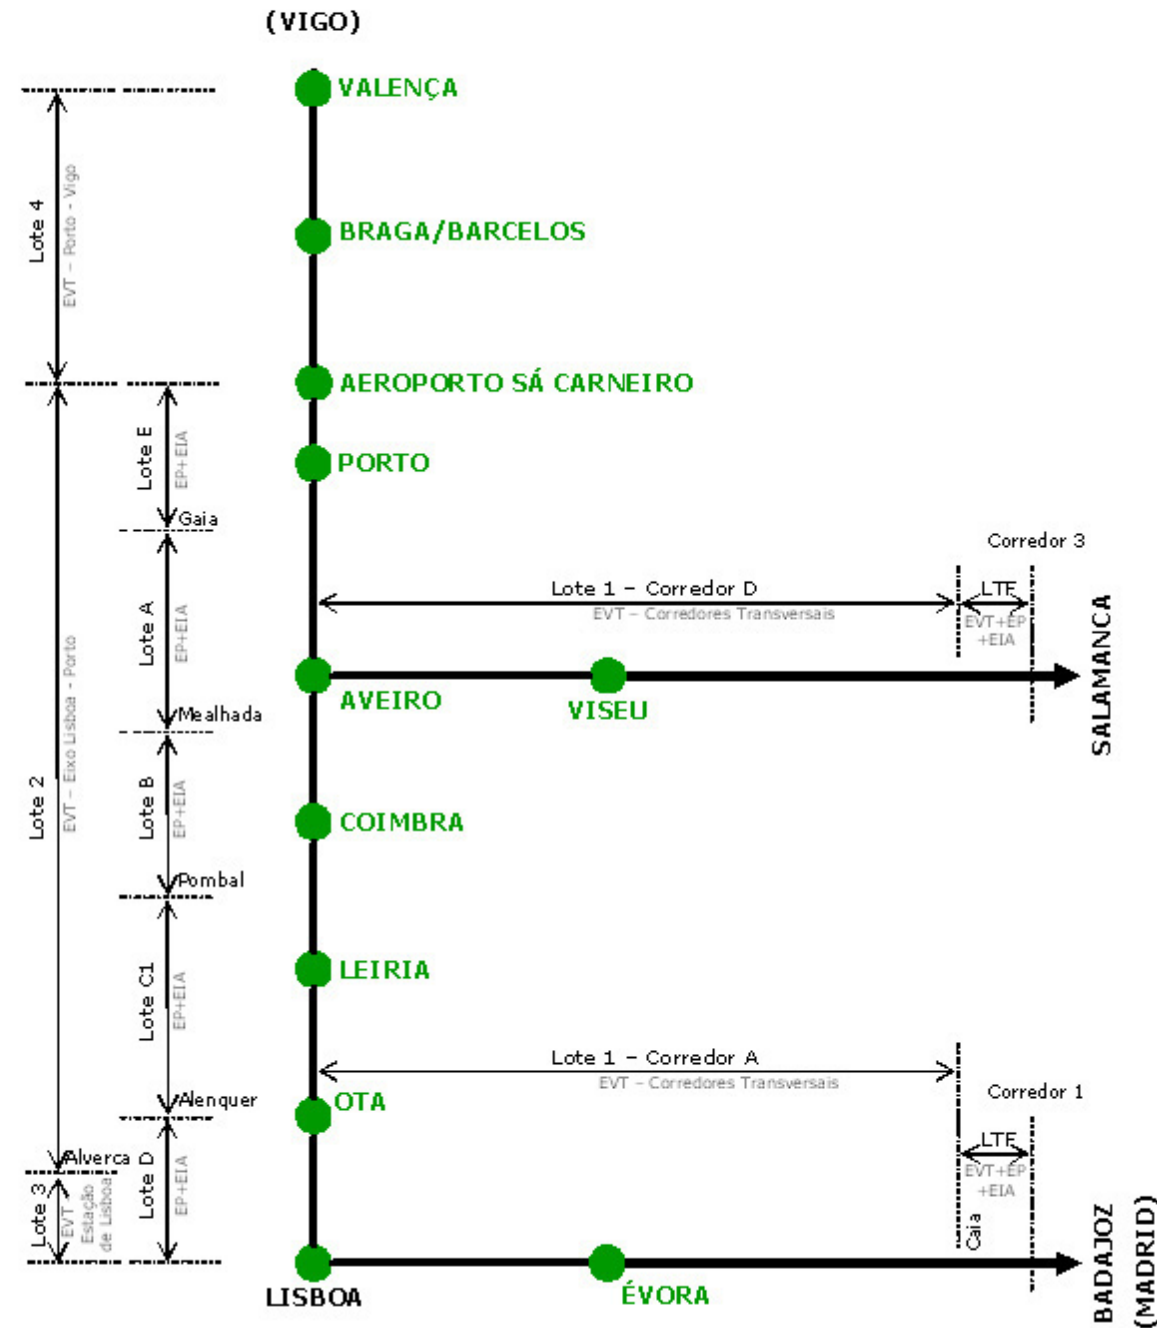 (VIGO)
VALENÇA
Lote 4
EVT – Porto - Vigo
BRAGA/BARCELOS
AEROPORTO SÁ CARNEIRO
Lote E
EP+EIA
PORTO
Gaia
Corredor 3
Lote 1 – Corredor D
EVT – Corredores Transversais
LTF
EVT+EP
+EIA
SALAMANCA
Lote A
EP+EIA
AVEIRO
VISEU
Mealhada
Lote 2
EVT – Eixo Lisboa - Porto
Lote B
EP+EIA
COIMBRA
Pombal
Lote C1
EP+EIA
LEIRIA
Lote 1 – Corredor A
EVT – Corredores Transversais
Alenquer
OTA
Corredor 1
LTF
EVT+EP
+EIA
Caia
Alverca
Lote 3
EVT
Estação
de Lisboa
Lote D
EP+EIA
LISBOA
ÉVORA
BADAJOZ
(MADRID)